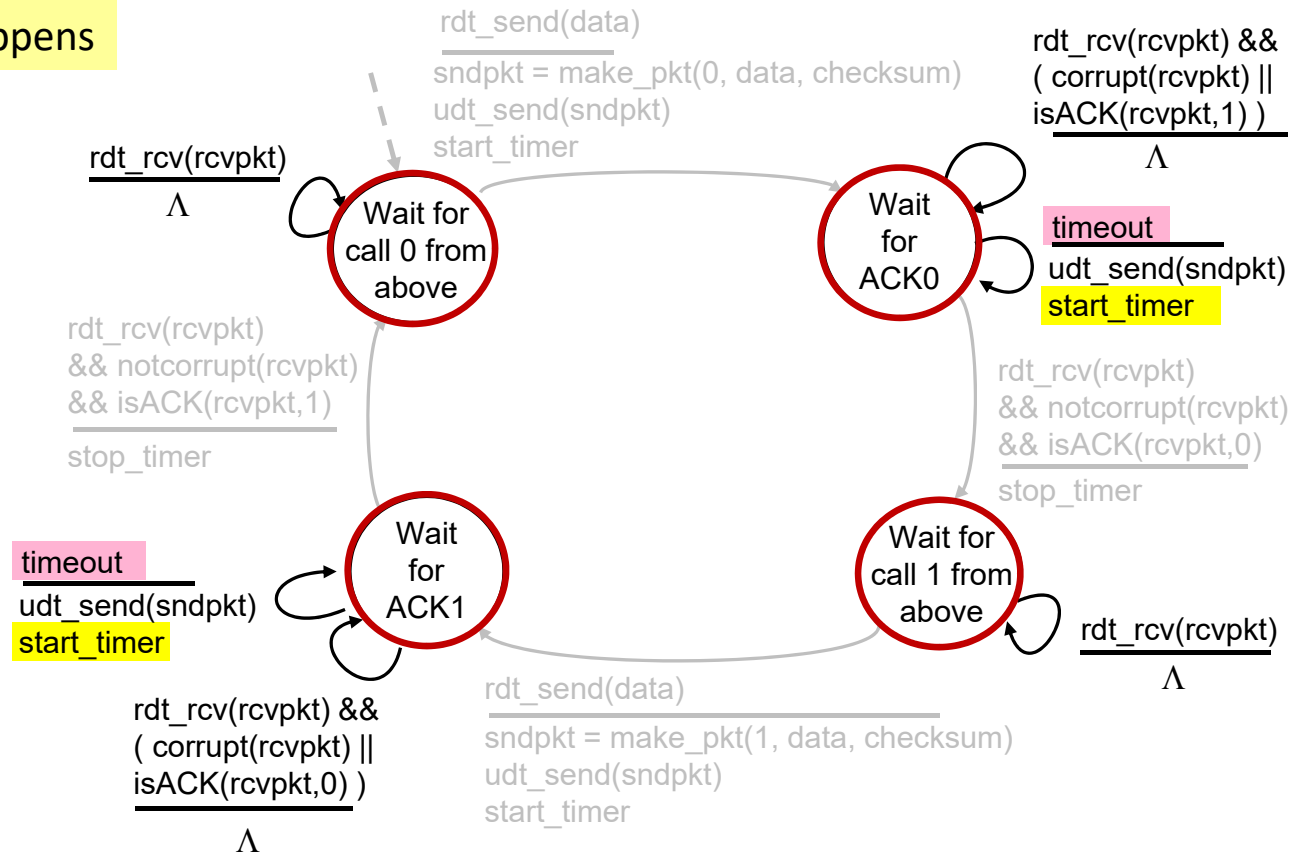 rdt_send(data)
sndpkt = make_pkt(0, data, checksum)
udt_send(sndpkt)
start_timer
rdt_rcv(rcvpkt) &&
( corrupt(rcvpkt) ||
isACK(rcvpkt,1) )
Λ
rdt_rcv(rcvpkt)
Λ
Wait for
call 0 from
above
Wait
for
ACK0
timeout
udt_send(sndpkt)
start_timer
rdt_rcv(rcvpkt)
&& notcorrupt(rcvpkt)
&& isACK(rcvpkt,1)
stop_timer
rdt_rcv(rcvpkt)
&& notcorrupt(rcvpkt)
&& isACK(rcvpkt,0)
stop_timer
Wait
for
ACK1
Wait for
call 1 from
above
timeout
udt_send(sndpkt)
start_timer
rdt_rcv(rcvpkt)
Λ
rdt_rcv(rcvpkt) &&
( corrupt(rcvpkt) ||
isACK(rcvpkt,0) )
Λ
rdt_send(data)
sndpkt = make_pkt(1, data, checksum)
udt_send(sndpkt)
start_timer